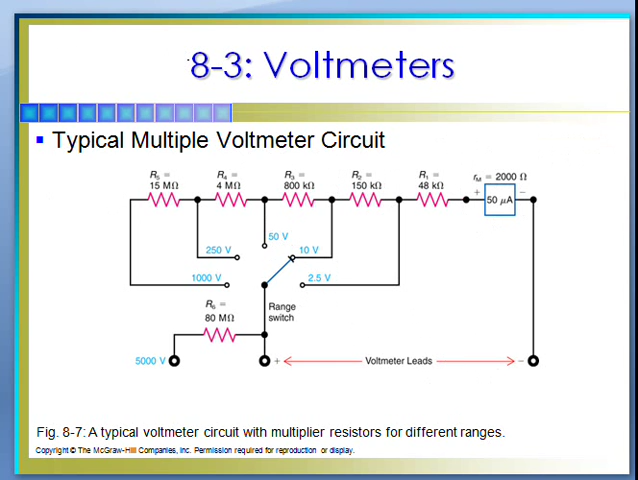 8-3: Voltmeters
Typical Multiple Voltmeter Circuit
R₅ =
15 MΩ
R₄ =
4 MΩ
R₃ =
800 kΩ
R₂ =
150 kΩ
R₁ =
48 kΩ
rM = 2000 Ω
+
−
50 μA
50 V
250 V
10 V
1000 V
2.5 V
R₆ =
80 MΩ
Range
switch
5000 V
+
Voltmeter Leads
−
Fig. 8-7: A typical voltmeter circuit with multiplier resistors for different ranges.
Copyright © The McGraw-Hill Companies, Inc. Permission required for reproduction or display.